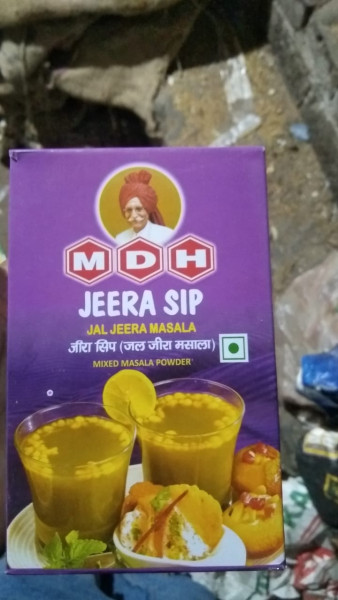 MDH
JEERA SIP
JAL JEERA MASALA
जीरा सिप (जल जीरा मसाला)
MIXED MASALA POWDER